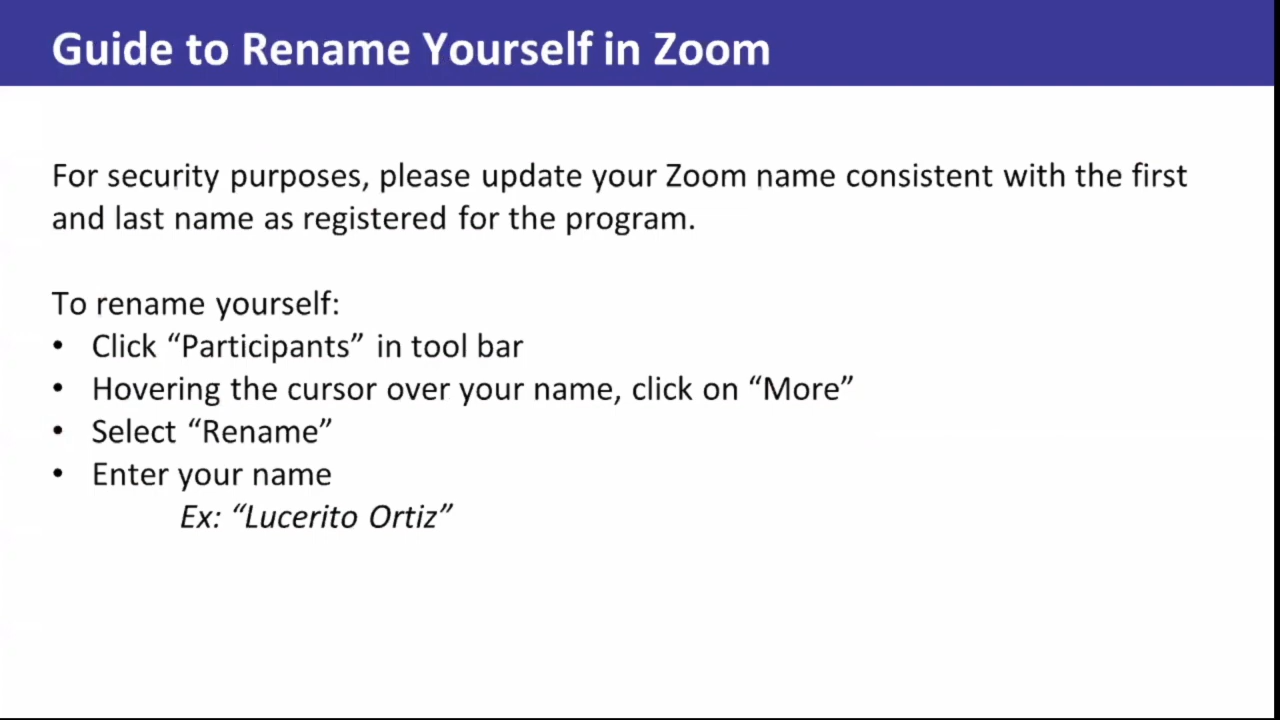 Guide to Rename Yourself in Zoom
For security purposes, please update your Zoom name consistent with the first
and last name as registered for the program.
To rename yourself:
• Click “Participants” in tool bar
• Hovering the cursor over your name, click on “More”
• Select “Rename”
• Enter your name
Ex: “Lucerito Ortiz”